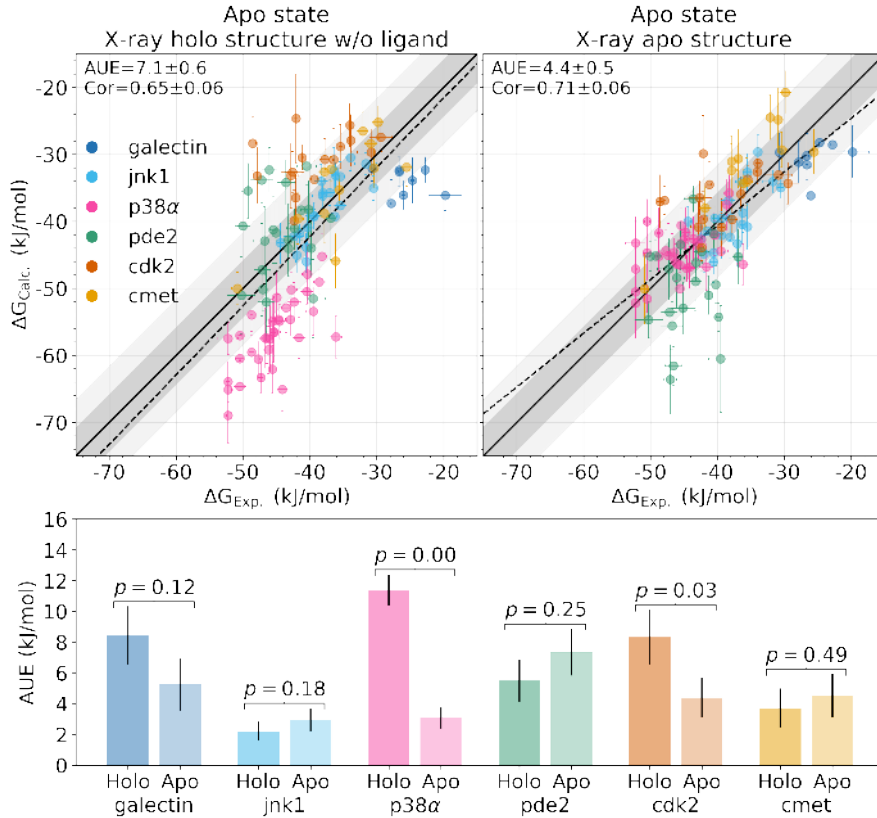 Apo state
X-ray holo structure w/o ligand
Apo state
X-ray apo structure
AUE=7.1±0.6
Cor=0.65±0.06
AUE=4.4±0.5
Cor=0.71±0.06
galectin
jnk1
p38α
pde2
cdk2
cmet
-20
-30
-40
-50
-60
-70
ΔG_Calc. (kJ/mol)
-70 -60 -50 -40 -30 -20
-70 -60 -50 -40 -30 -20
ΔG_Exp. (kJ/mol)
ΔG_Exp. (kJ/mol)
16
14
12
10
8
6
4
2
0
AUE (kJ/mol)
p = 0.12
p = 0.18
p = 0.00
p = 0.25
p = 0.03
p = 0.49
Holo Apo Holo Apo Holo Apo Holo Apo Holo Apo Holo Apo
galectin jnk1 p38α pde2 cdk2 cmet